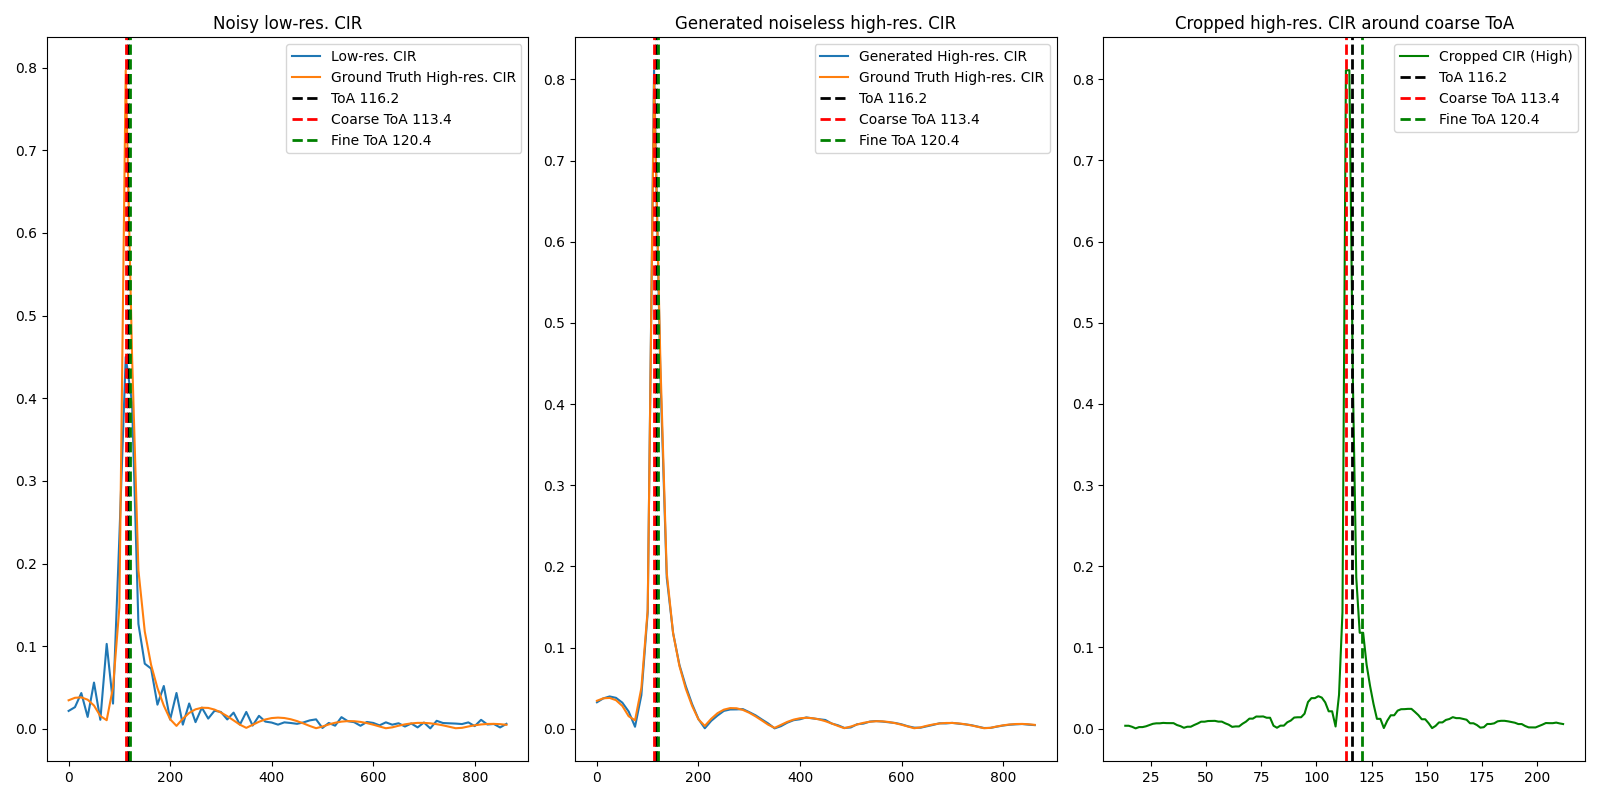 Noisy low-res. CIR
0.8
0.7
0.6
0.5
0.4
0.3
0.2
0.1
0.0
0
200
400
600
800
Low-res. CIR
Ground Truth High-res. CIR
ToA 116.2
Coarse ToA 113.4
Fine ToA 120.4
Generated noiseless high-res. CIR
0.8
0.7
0.6
0.5
0.4
0.3
0.2
0.1
0.0
0
200
400
600
800
Generated High-res. CIR
Ground Truth High-res. CIR
ToA 116.2
Coarse ToA 113.4
Fine ToA 120.4
Cropped high-res. CIR around coarse ToA
0.8
0.7
0.6
0.5
0.4
0.3
0.2
0.1
0.0
25
50
75
100
125
150
175
200
Cropped CIR (High)
ToA 116.2
Coarse ToA 113.4
Fine ToA 120.4